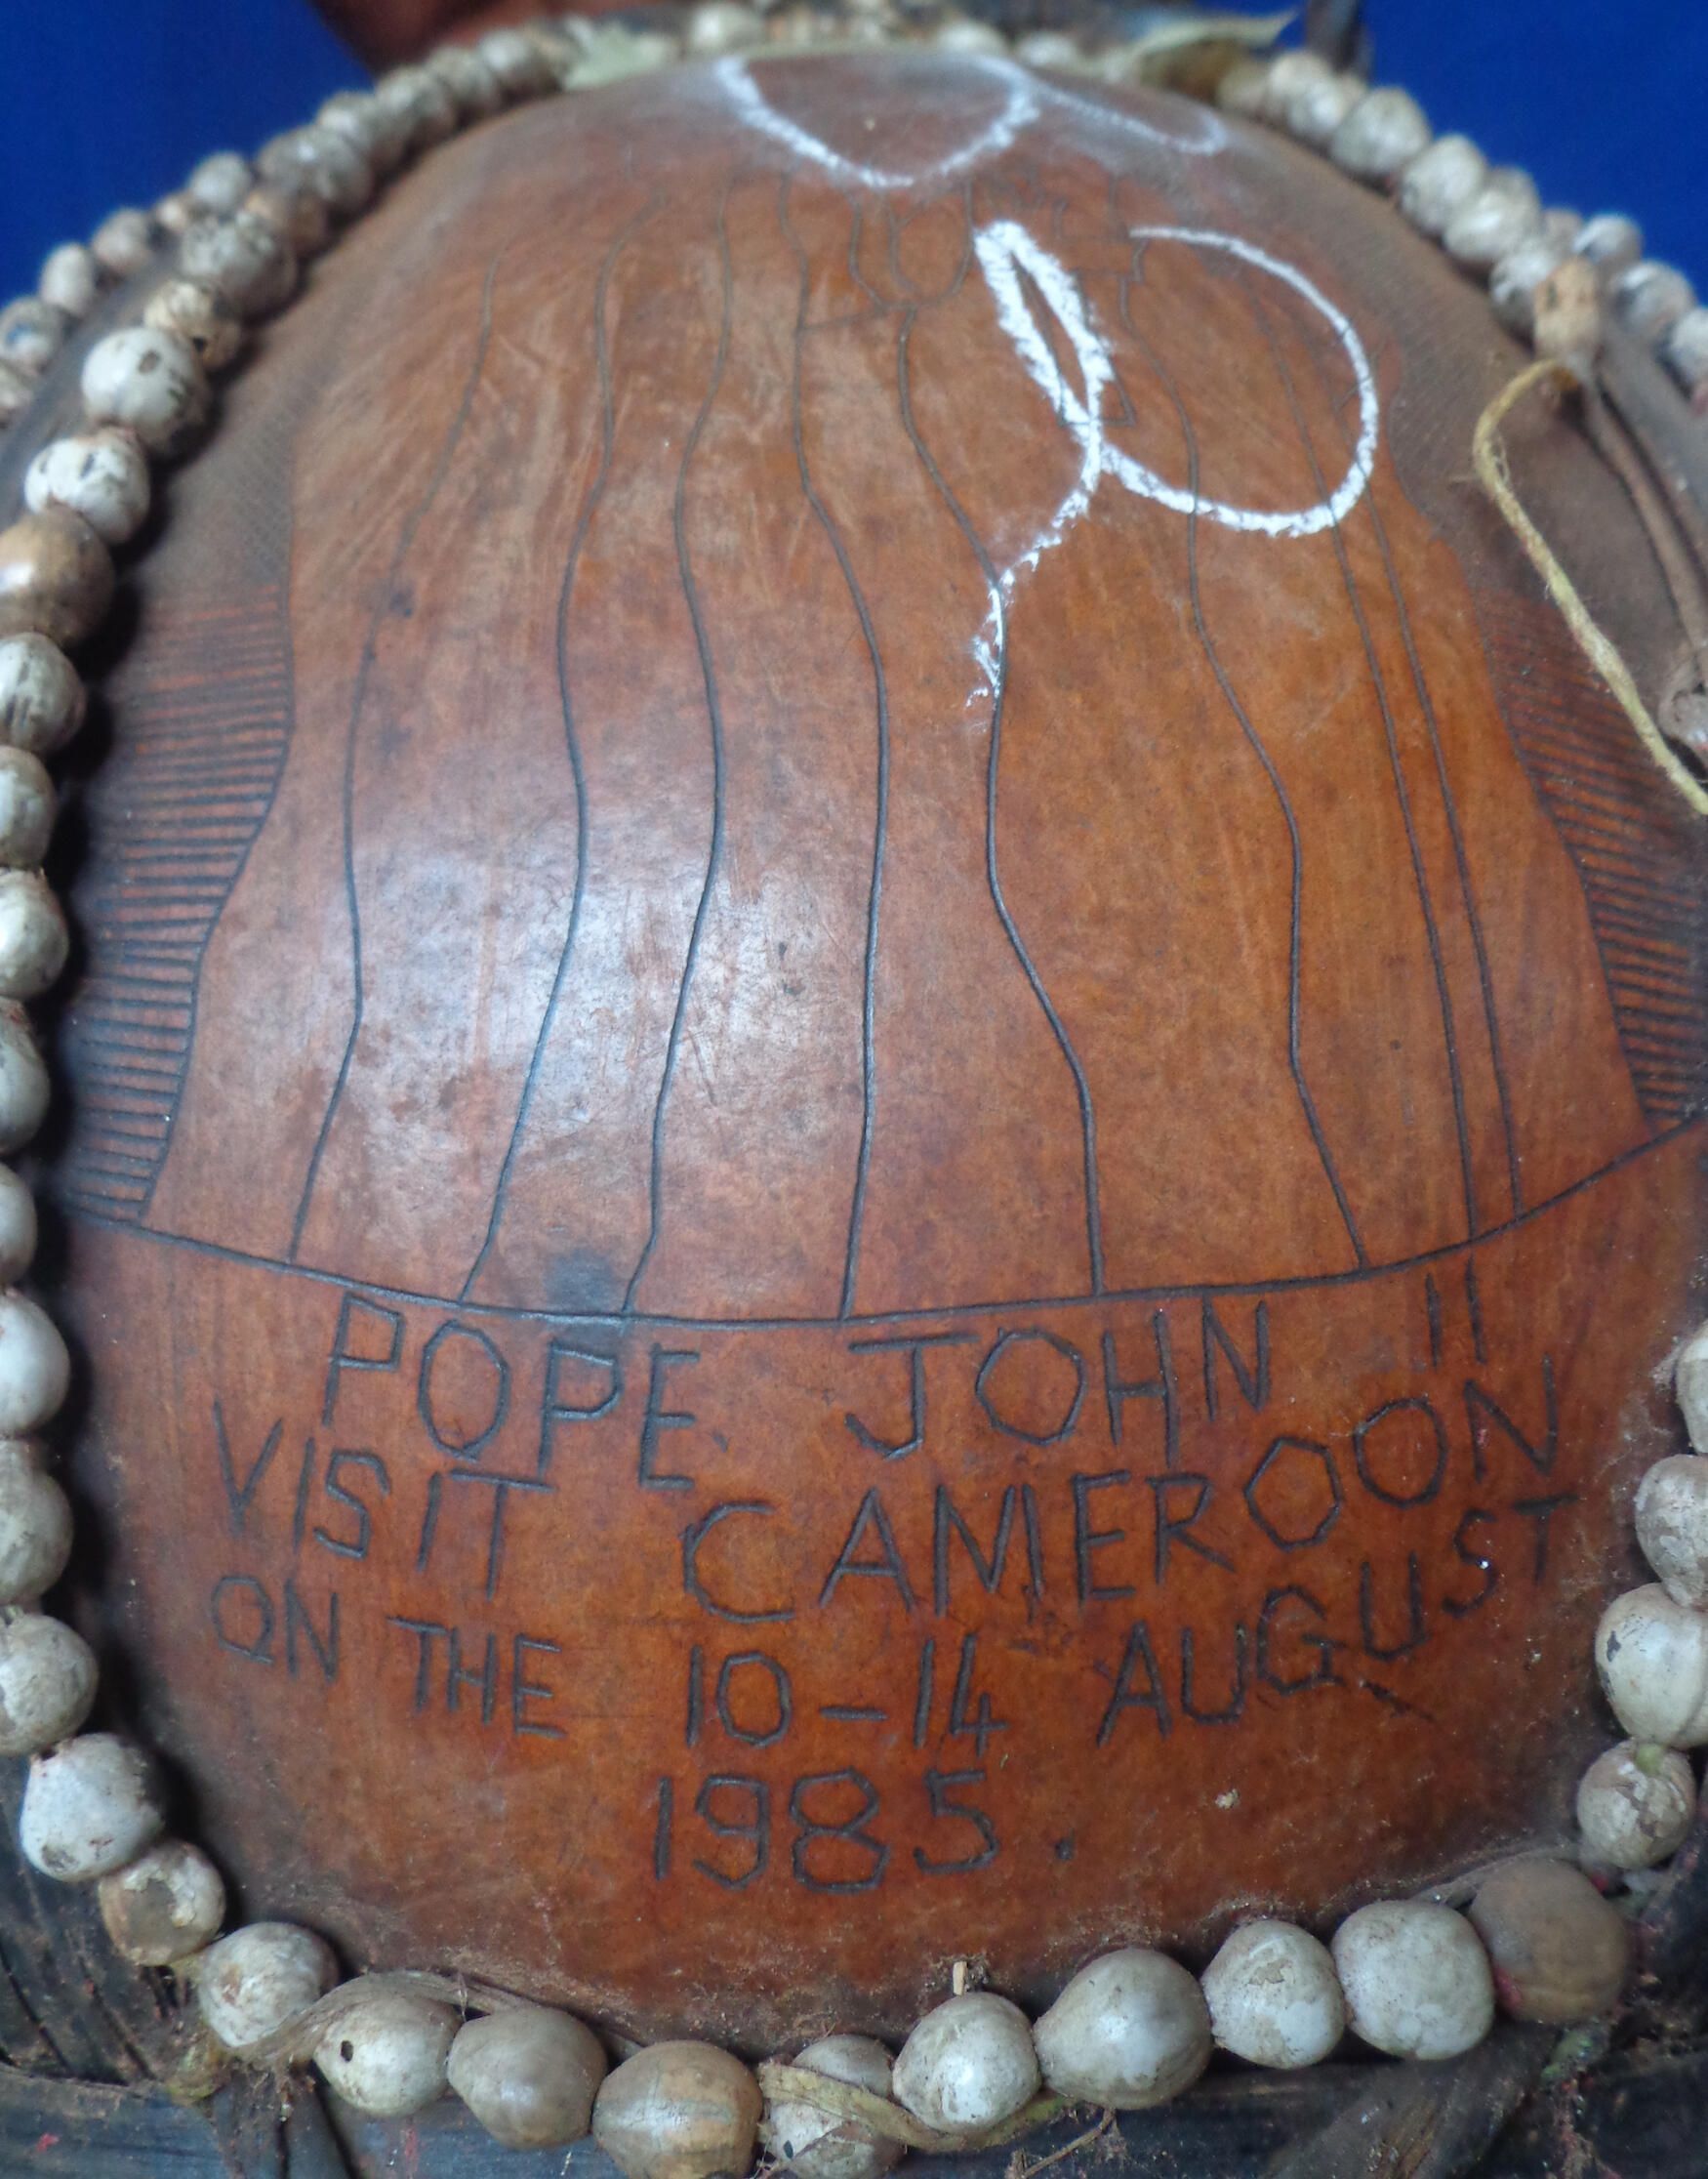 POPE JOHN II
VISIT CAMEROON
ON THE 10-14 AUGUST
1985.